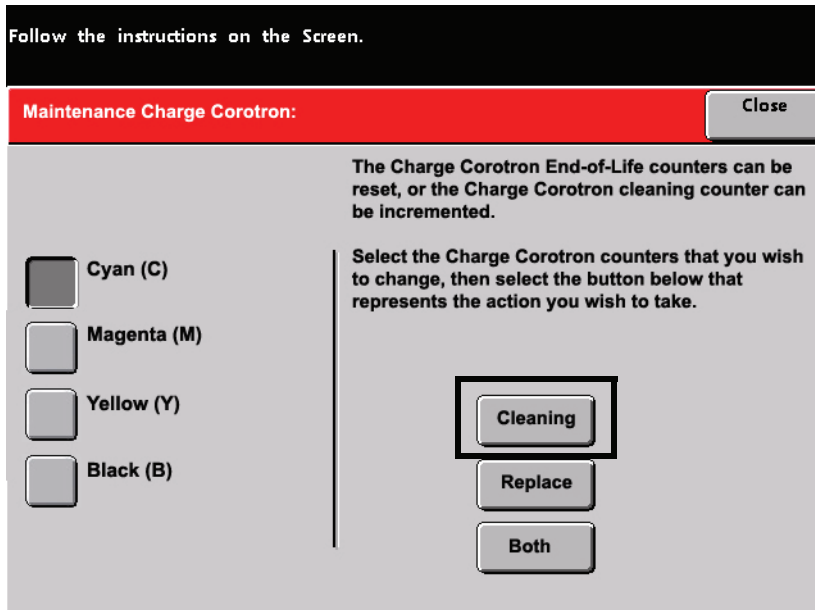 Follow the instructions on the Screen.
Maintenance Charge Corotron:
Close
The Charge Corotron End-of-Life counters can be
reset, or the Charge Corotron cleaning counter can
be incremented.
Select the Charge Corotron counters that you wish
to change, then select the button below that
represents the action you wish to take.
Cyan (C)
Magenta (M)
Yellow (Y)
Black (B)
Cleaning
Replace
Both